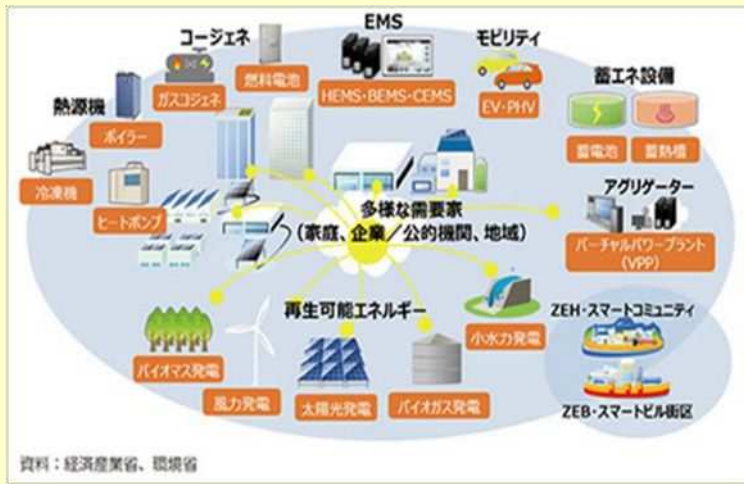 コージェネ
EMS
モビリティ
燃料電池
ガスコジェネ
HEMS・BEMS・CEMS
EV・PHV
蓄エネ設備
熱源機
ボイラー
蓄電池
蓄熱槽
冷凍機
ヒートポンプ
アグリゲーター
多様な需要家
(家庭、企業／公的機関、地域)
バーチャルパワープラント
(VPP)
再生可能エネルギー
小水力発電
ZEH・スマートコミュニティ
バイオマス発電
風力発電
太陽光発電
バイオガス発電
ZEB・スマートビル街区
資料：経済産業省、環境省